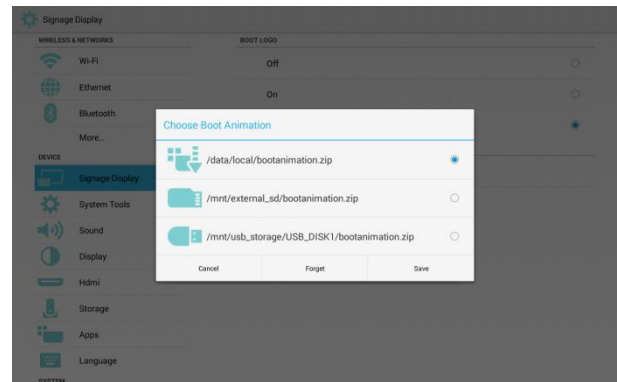 Signage Display
WIRELESS & NETWORKS
BOOT LOGO
Wi-Fi
Off
Ethernet
On
Bluetooth
More...
Choose Boot Animation
/data/local/bootanimation.zip
/mnt/external_sd/bootanimation.zip
/mnt/usb_storage/USB_DISK1/bootanimation.zip
Cancel Forget Save
DEVICE
Signage Display
System Tools
Sound
Display
Hdmi
Storage
Apps
Language
SYSTEM